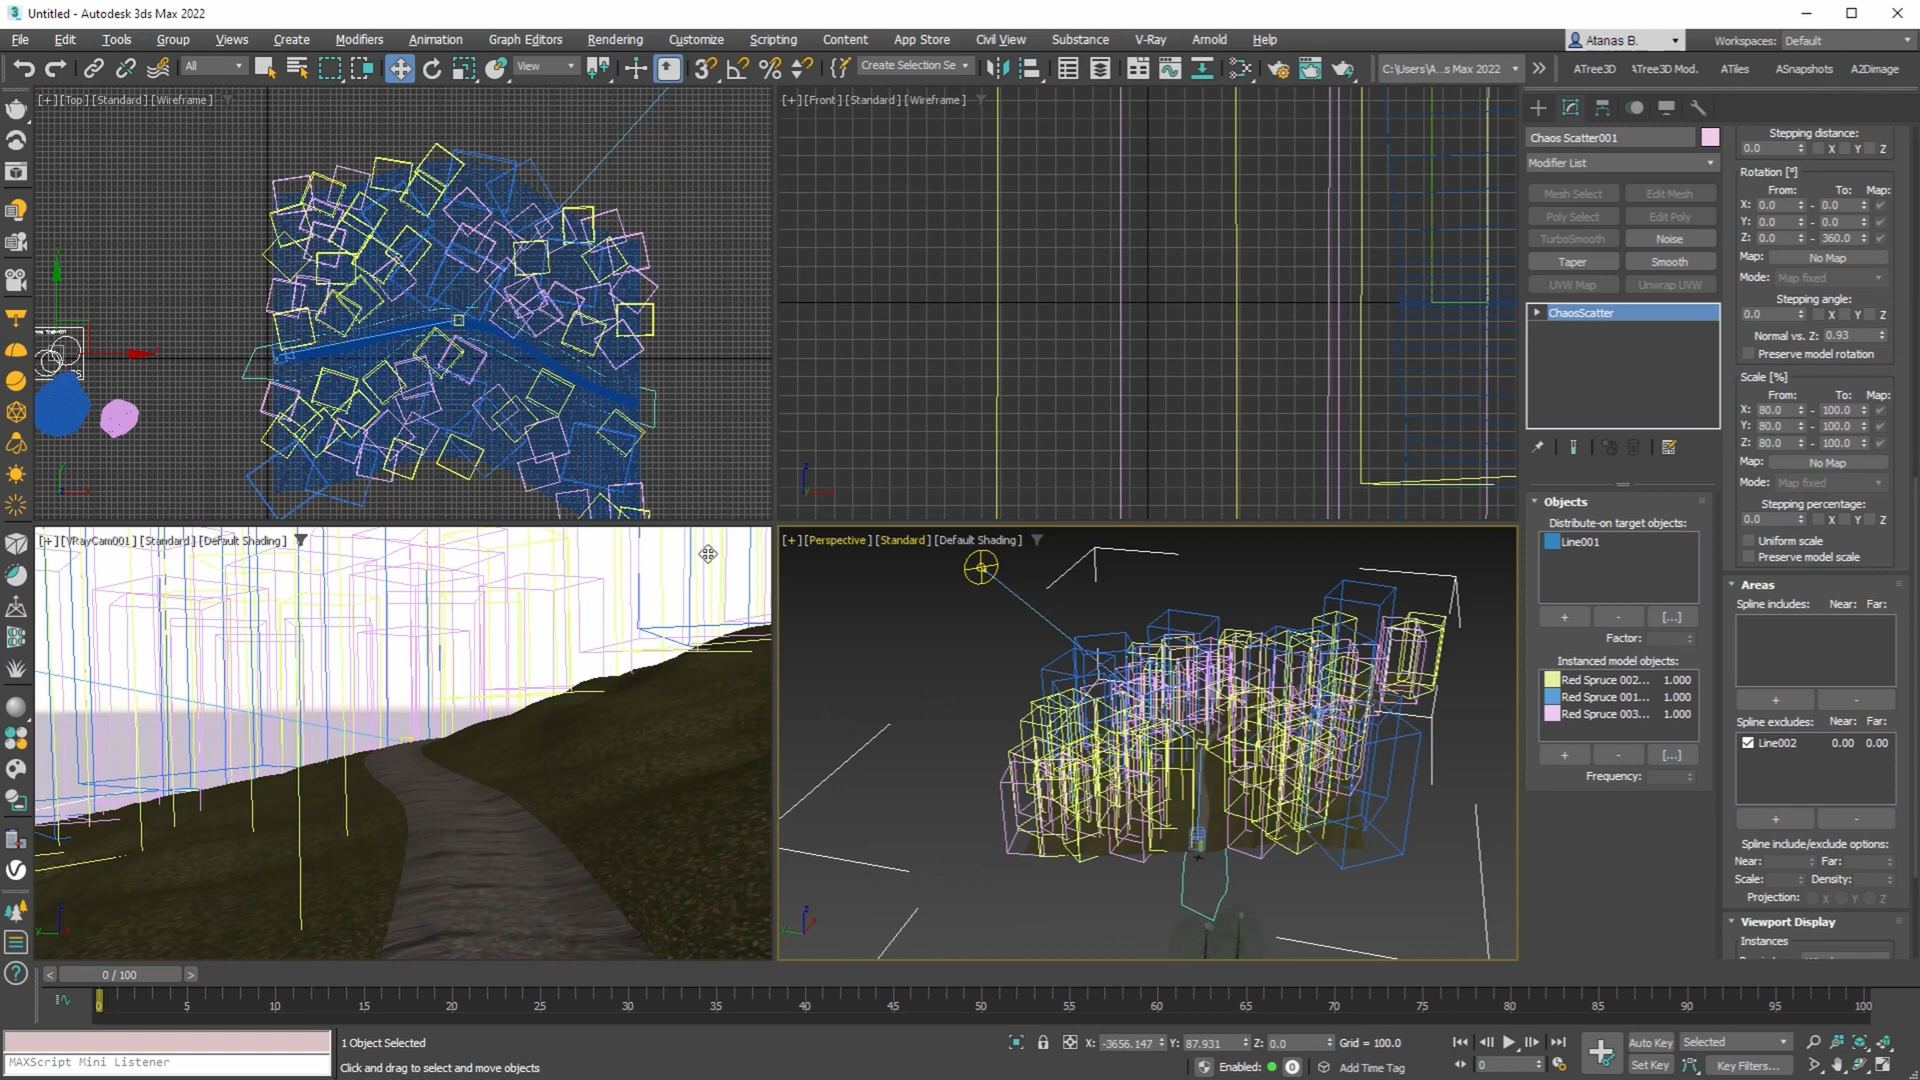 Untitled - Autodesk 3ds Max 2022
File Edit Tools Group Views Create Modifiers Animation Graph Editors Rendering Customize Scripting Content App Store Civil View Substance V-Ray Arnold Help
Atanas B.
Workspaces: Default
All
View
Create Selection Se
C:\Users\A...s Max 2022
ATree3D
ATree3D Mod.
ATiles
ASnapshots
A2Dimage
[+] [Top] [Standard] [Wireframe]
[+] [Front] [Standard] [Wireframe]
[+] [VRayCam001] [Standard] [Default Shading]
[+] [Perspective] [Standard] [Default Shading]
Chaos Scatter001
Modifier List
Mesh Select Edit Mesh
Poly Select Edit Poly
TurboSmooth Noise
Taper Smooth
UVW Map Unwrap UVW
ChaosScatter
Objects
Distribute-on target objects:
Line001
+ - [...]
Factor:
Instanced model objects:
Red Spruce 002... 1.000
Red Spruce 001... 1.000
Red Spruce 003... 1.000
+ - [...]
Frequency:
Stepping distance:
0.0 X Y Z
Rotation [º]
From: To: Map:
X: 0.0 - 0.0
Y: 0.0 - 0.0
Z: 0.0 - 360.0
Map: No Map
Mode: Map fixed
Stepping angle:
0.0 X Y Z
Normal vs. Z: 0.93
Preserve model rotation
Scale [%]
From: To: Map:
X: 80.0 - 100.0
Y: 80.0 - 100.0
Z: 80.0 - 100.0
Map: No Map
Mode: Map fixed
Stepping percentage:
0.0 X Y Z
Uniform scale
Preserve model scale
Areas
Spline includes: Near: Far:
+ -
Spline excludes: Near: Far:
Line002 0.00 0.00
+ -
Spline include/exclude options:
Near: Far:
Scale: Density:
Projection: X Y Z
Viewport Display
Instances
< 0 / 100 >
0 5 10 15 20 25 30 35 40 45 50 55 60 65 70 75 80 85 90 95 100
MAXScript Mini Listener
1 Object Selected
Click and drag to select and move objects
X: -3656.147 Y: 87.931 Z: 0.0 Grid = 100.0
Enabled: 0 Add Time Tag
0
Auto Key Selected
Set Key Key Filters...